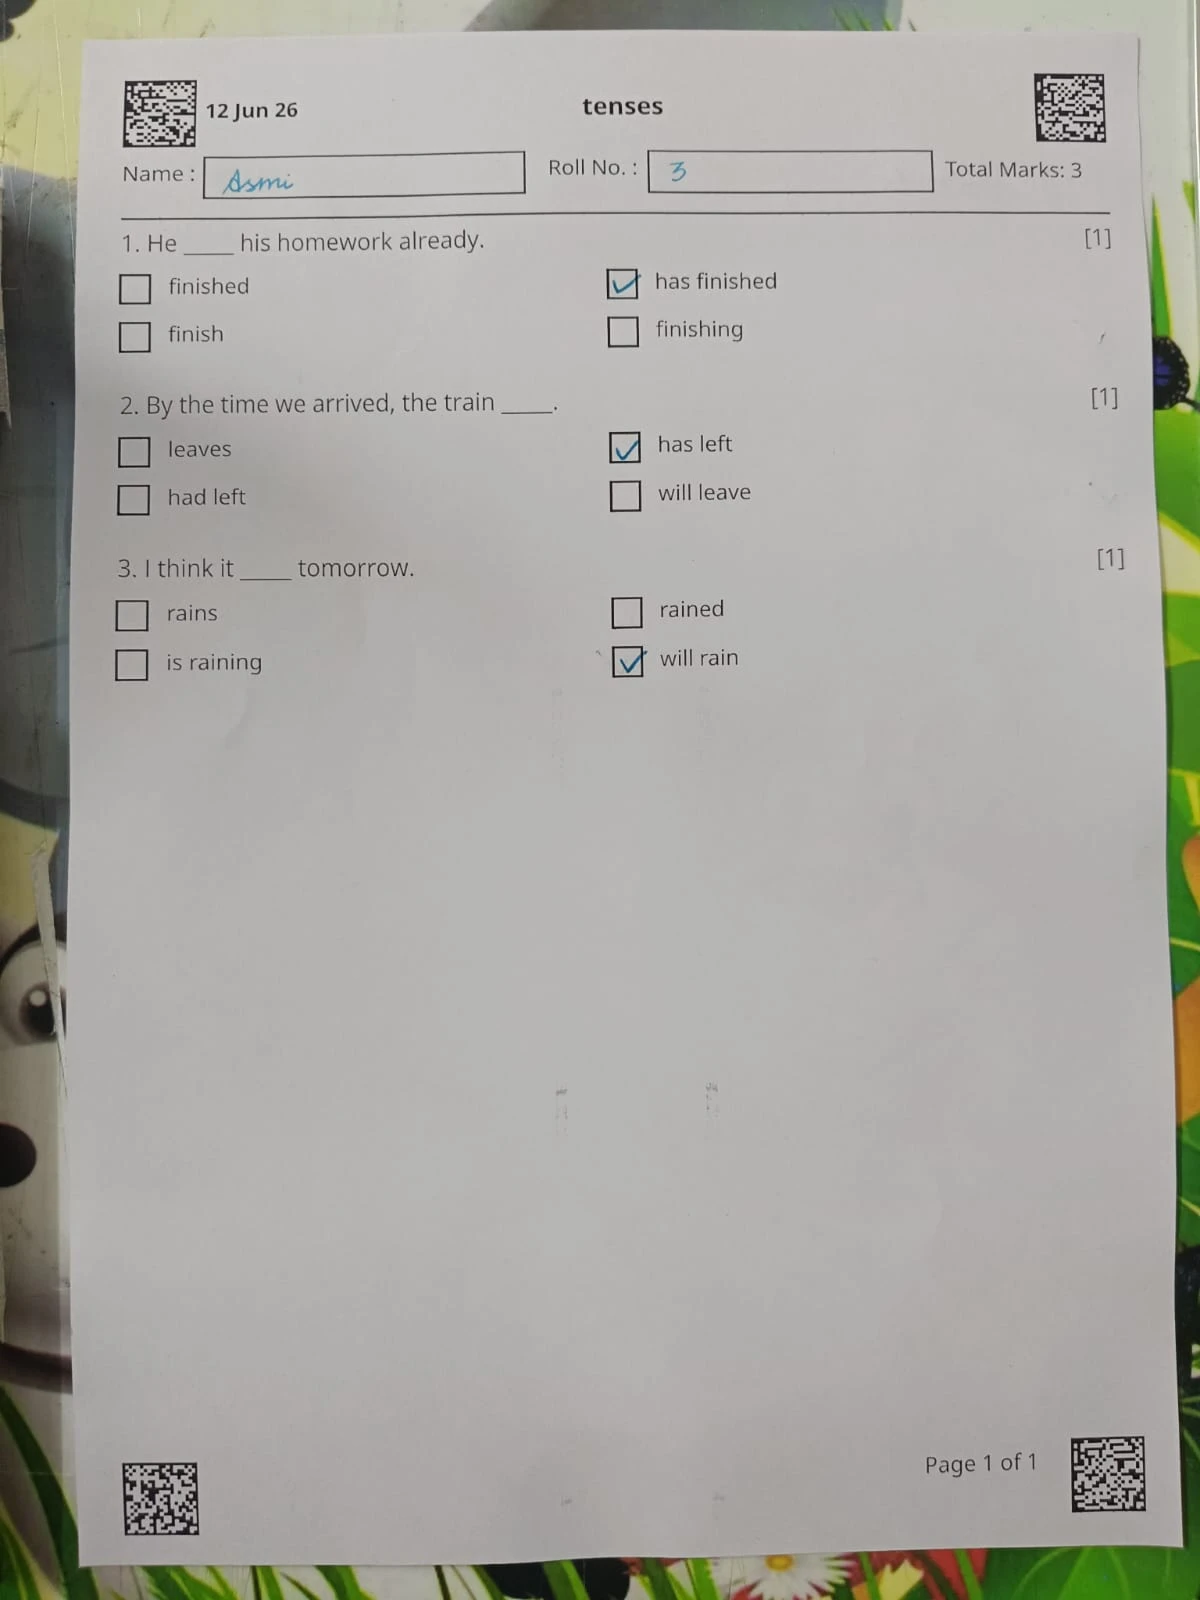 12 Jun 26 tenses
Name : Asmi Roll No. : 3 Total Marks: 3
1. He _____ his homework already. [1]
finished has finished
finish finishing
2. By the time we arrived, the train _____. [1]
leaves has left
had left will leave
3. I think it _____ tomorrow. [1]
rains rained
is raining will rain
Page 1 of 1